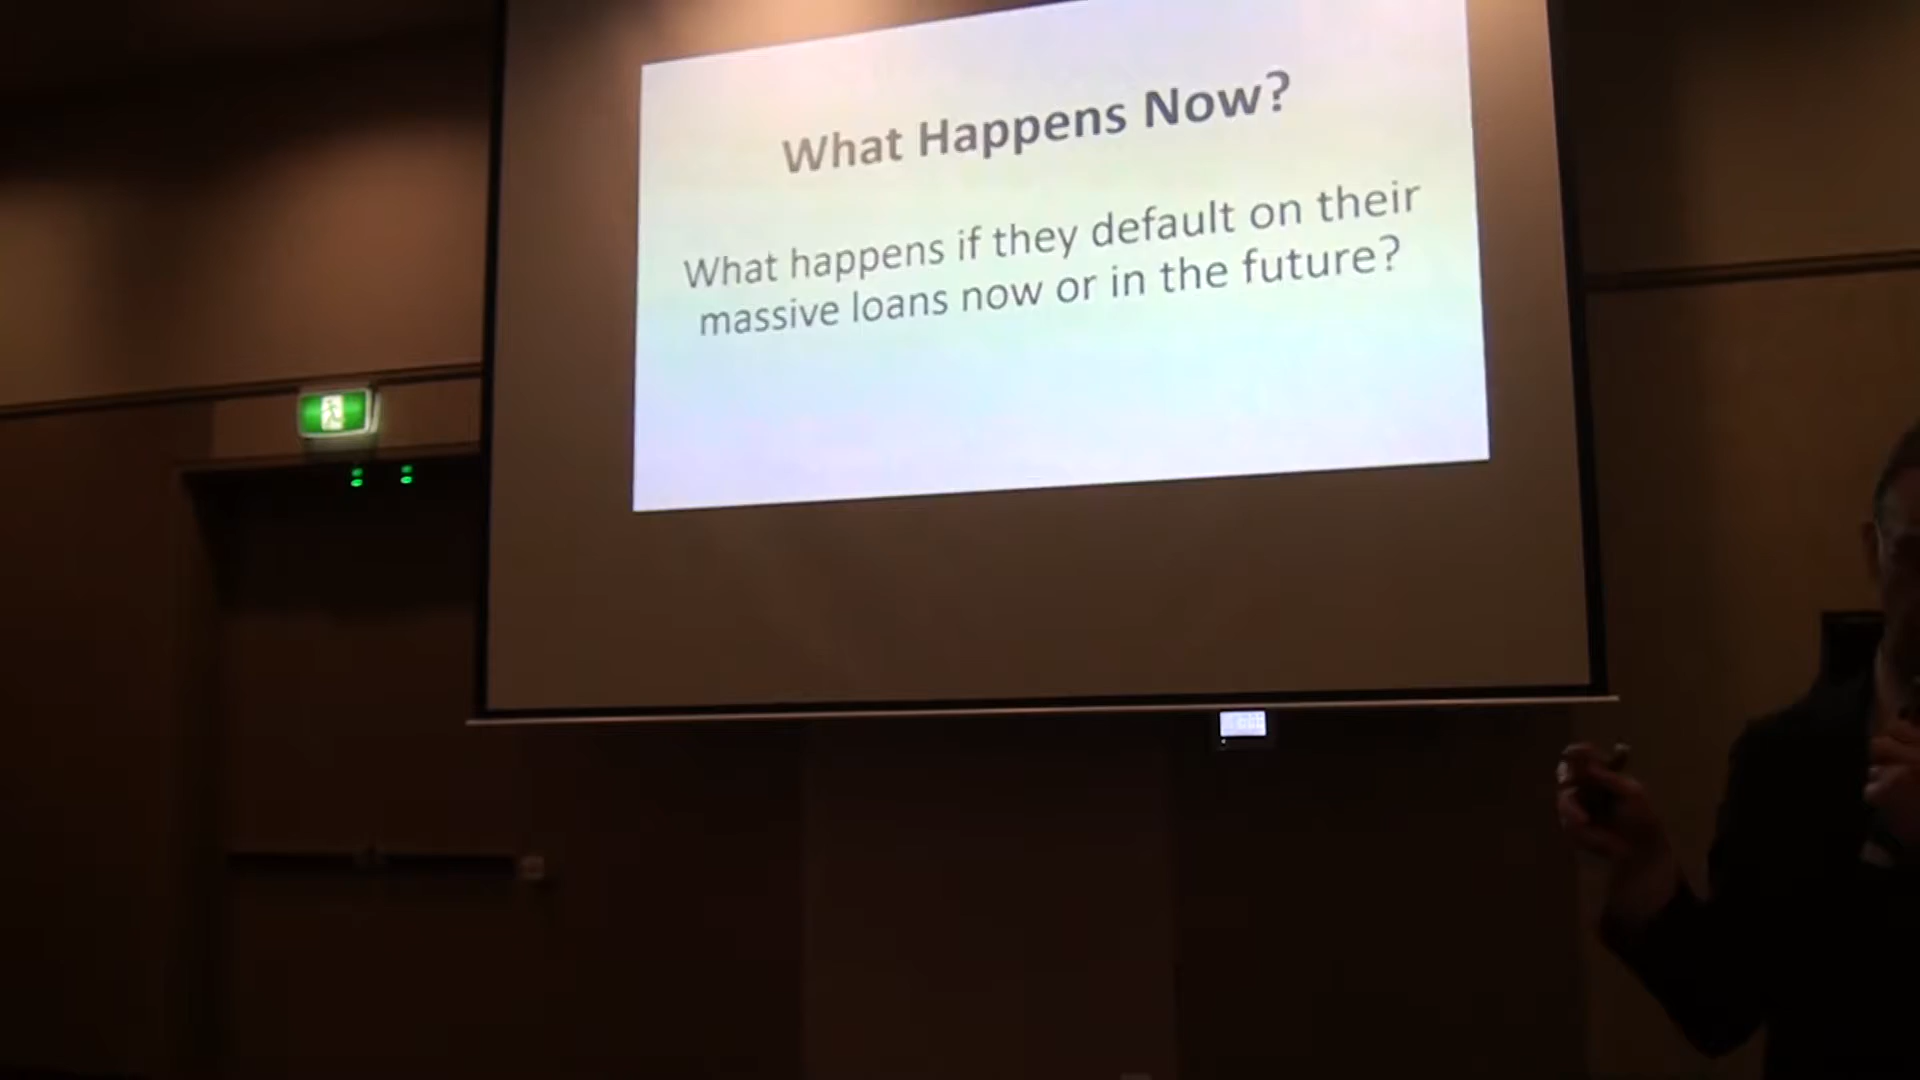 What Happens Now?
What happens if they default on their
massive loans now or in the future?